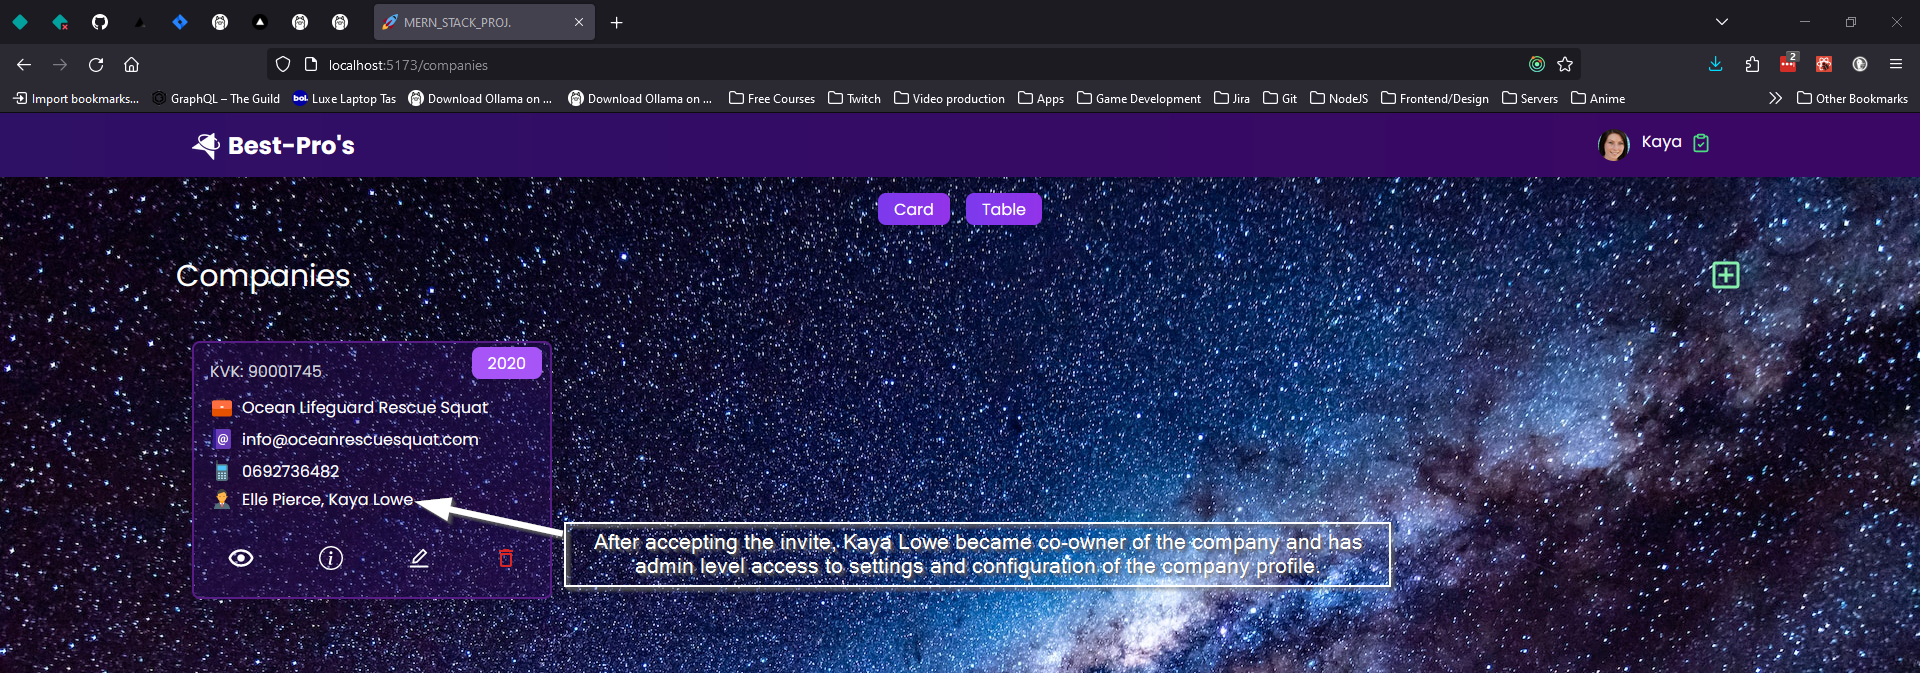 MERN_STACK_PROJ.
localhost:5173/companies
2
Import bookmarks... GraphQL – The Guild bol. Luxe Laptop Tas Download Ollama on ... Download Ollama on ... Free Courses Twitch Video production Apps Game Development Jira Git NodeJS Frontend/Design Servers Anime Other Bookmarks
Best-Pro's
Kaya
Card Table
Companies
2020
KVK: 90001745
Ocean Lifeguard Rescue Squat
info@oceanrescuesquat.com
0692736482
Elle Pierce, Kaya Lowe
After accepting the invite, Kaya Lowe became co-owner of the company and has
admin level access to settings and configuration of the company profile.